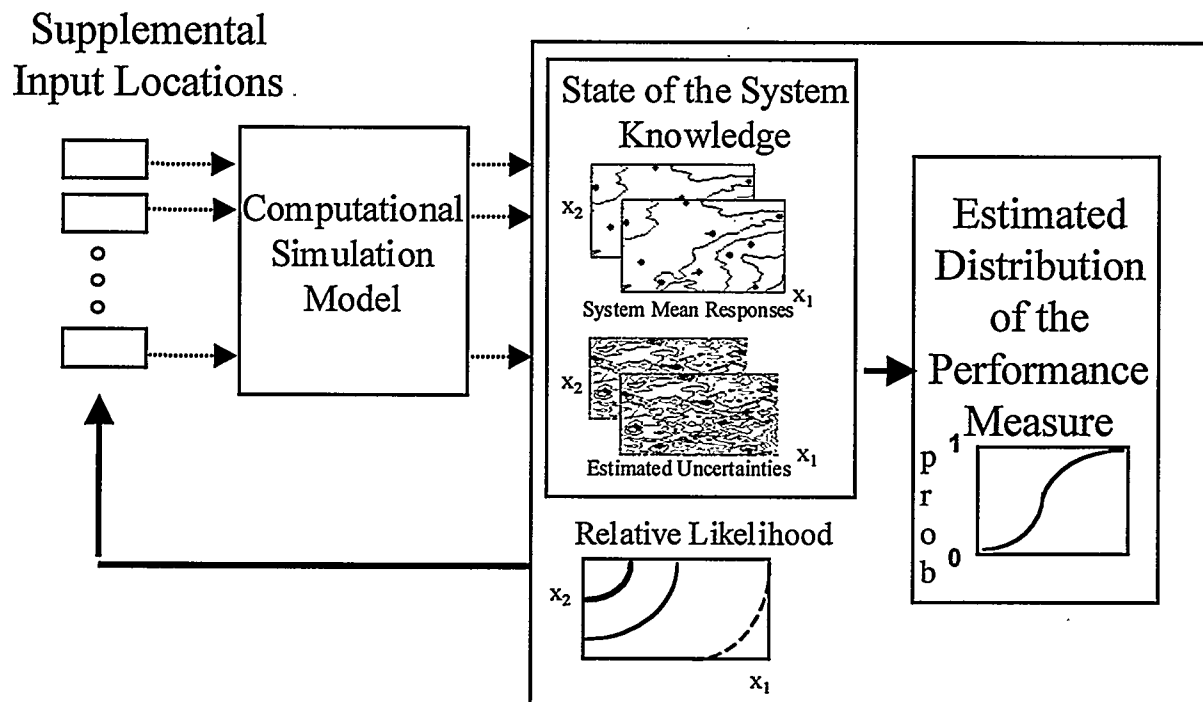 Supplemental
Input Locations
Computational
Simulation
Model
State of the System
Knowledge
x2
x1
System Mean Responses
x2
x1
Estimated Uncertainties
Relative Likelihood
x2
x1
Estimated
Distribution
of the
Performance
Measure
prob
1
0